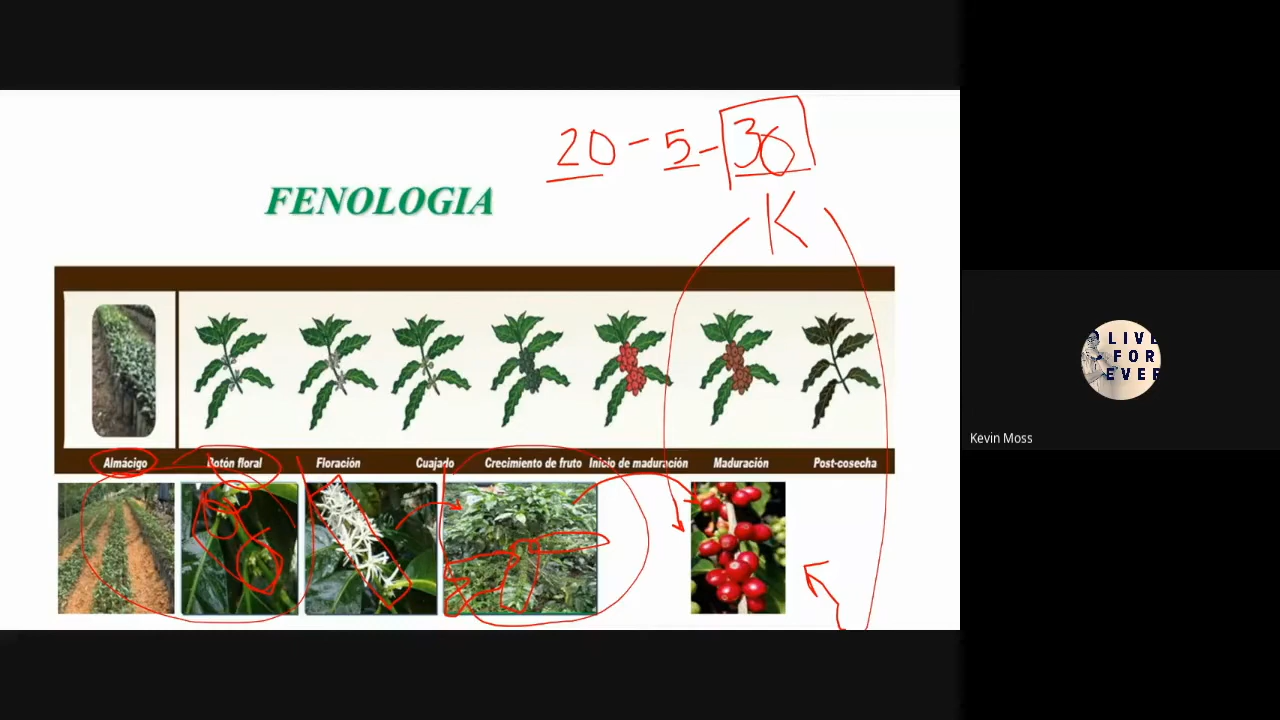 20 - 5 - 30
FENOLOGIA
K
Almácigo Botón floral Floración Cuajado Crecimiento de fruto Inicio de maduración Maduración Post-cosecha
LIVE
FOR
EVER
Kevin Moss